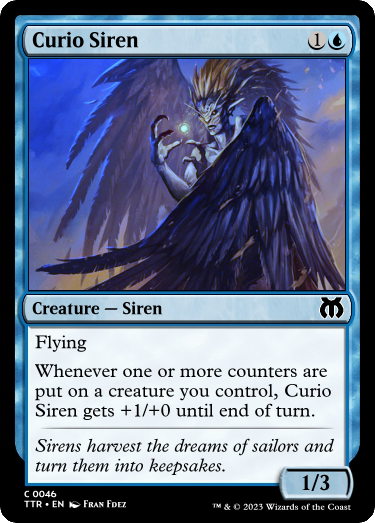 Curio Siren 1
Creature — Siren
Flying
Whenever one or more counters are
put on a creature you control, Curio
Siren gets +1/+0 until end of turn.
Sirens harvest the dreams of sailors and
turn them into keepsakes.
1/3
C 0046
TTR • EN Fran Fdez
™ & © 2023 Wizards of the Coast